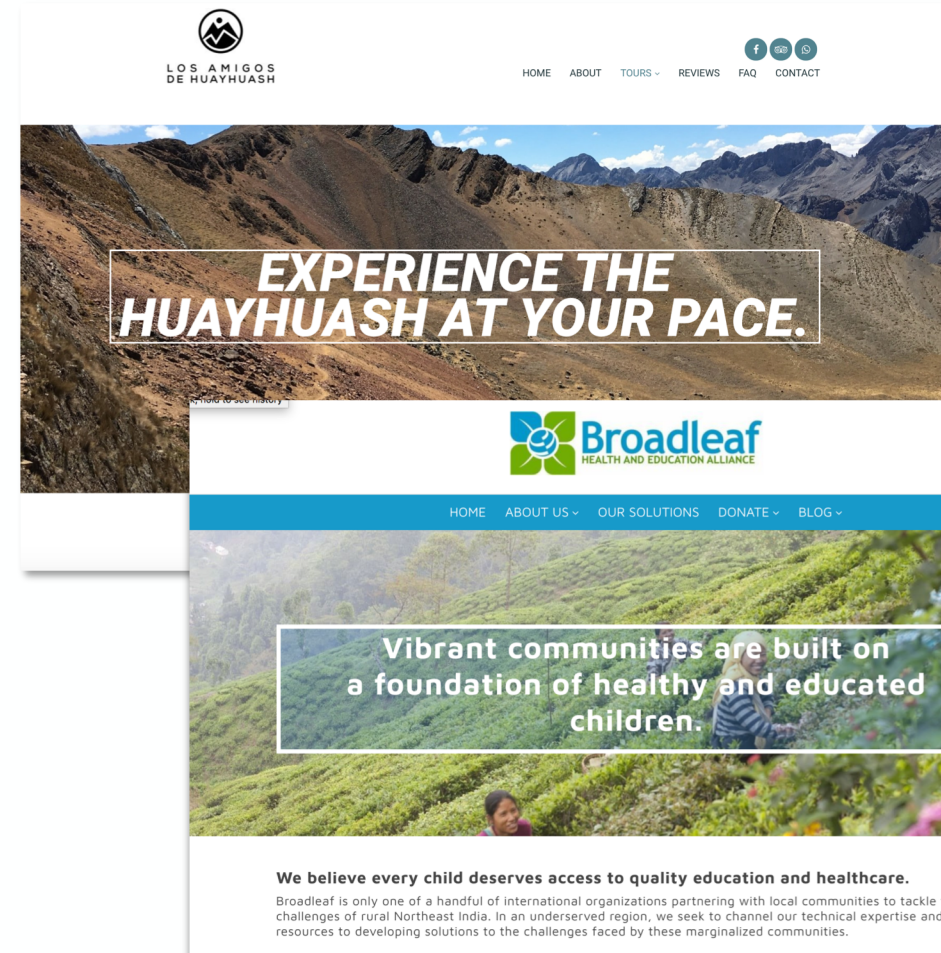 LOS AMIGOS
DE HUAYHUASH
HOME ABOUT TOURS REVIEWS FAQ CONTACT
EXPERIENCE THE
HUAYHUASH AT YOUR PACE.
hold to see history
Broadleaf
HEALTH AND EDUCATION ALLIANCE
HOME ABOUT US OUR SOLUTIONS DONATE BLOG
Vibrant communities are built on
a foundation of healthy and educated
children.
We believe every child deserves access to quality education and healthcare.
Broadleaf is only one of a handful of international organizations partnering with local communities to tackle
challenges of rural Northeast India. In an underserved region, we seek to channel our technical expertise and
resources to developing solutions to the challenges faced by these marginalized communities.